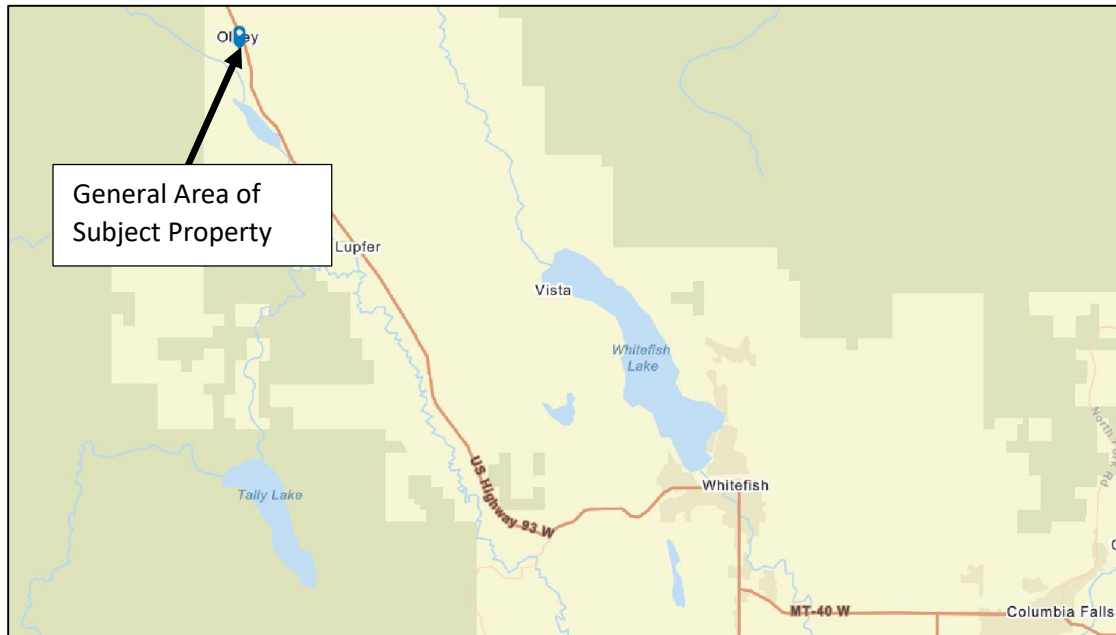 General Area of
Subject Property
Lupfer
Vista
Whitefish
Lake
Tally Lake
US Highway 93 W
Whitefish
MT-40 W
Columbia Falls